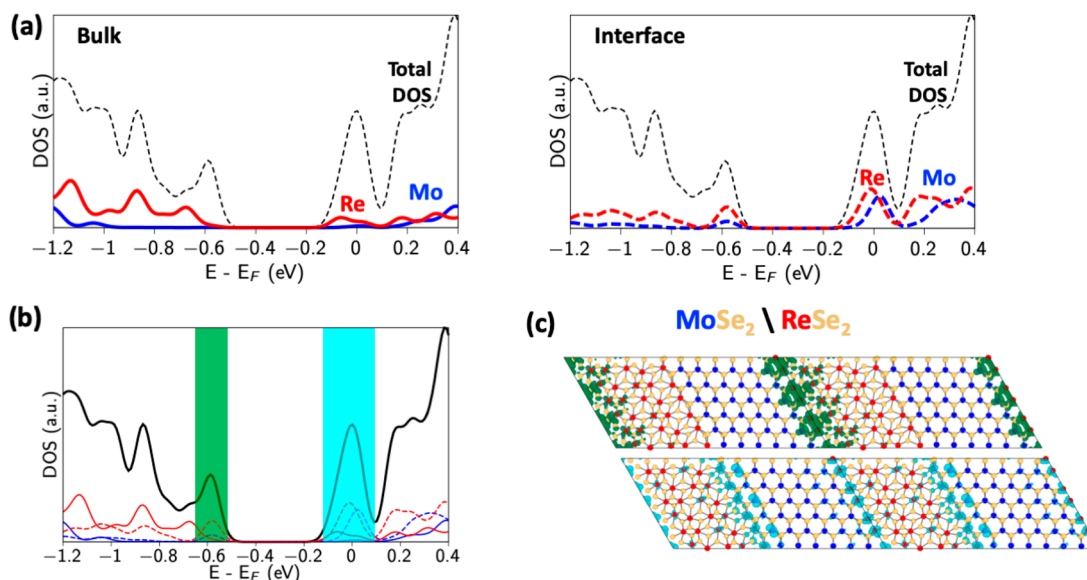 (a)
Bulk
Total
DOS
Re
Mo
DOS (a.u.)
−1.2 −1 −0.8 −0.6 −0.4 −0.2 0 0.2 0.4
E - E_F (eV)
Interface
Total
DOS
Re
Mo
DOS (a.u.)
−1.2 −1 −0.8 −0.6 −0.4 −0.2 0 0.2 0.4
E - E_F (eV)
(b)
DOS (a.u.)
−1.2 −1 −0.8 −0.6 −0.4 −0.2 0 0.2 0.4
E - E_F (eV)
(c)
MoSe₂ \ ReSe₂